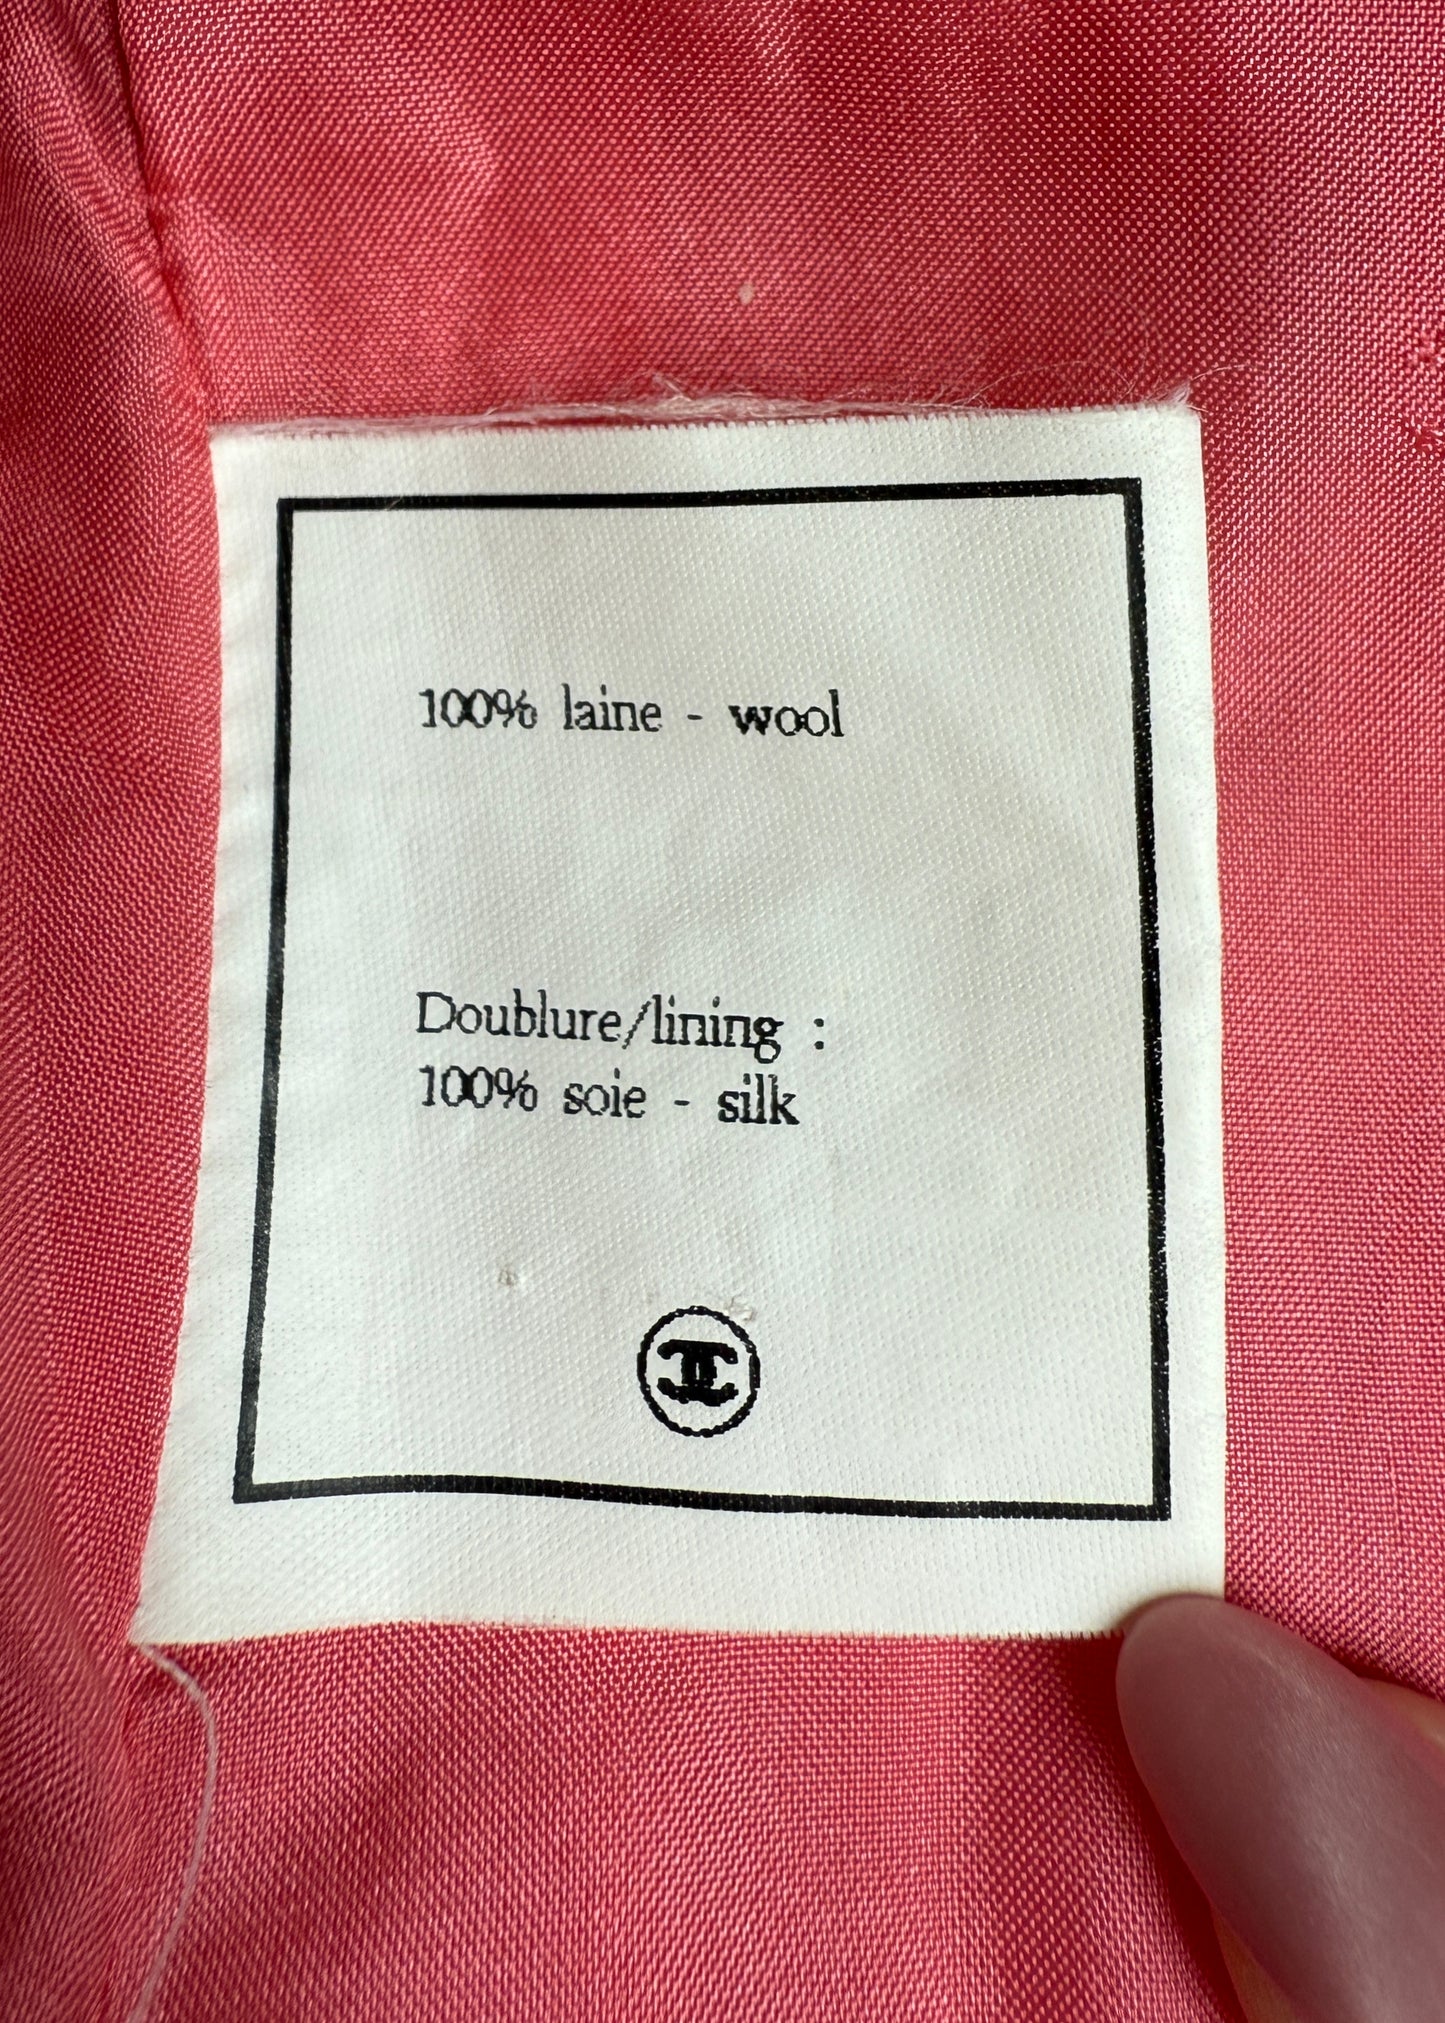 100% laine - wool
Doublure/lining :
100% soie - silk